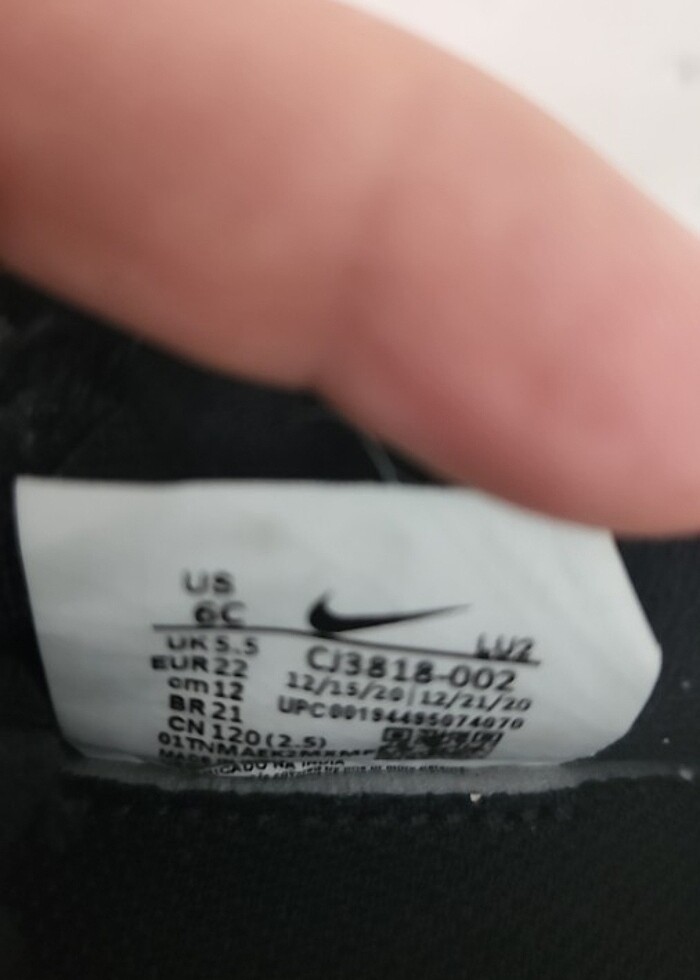 US
6C
LU2
UK 5.5
EUR 22
cm 12
BR 21
CN 120 (2.5)
CJ3818-002
12/15/20 | 12/21/20
UPC00194495074070